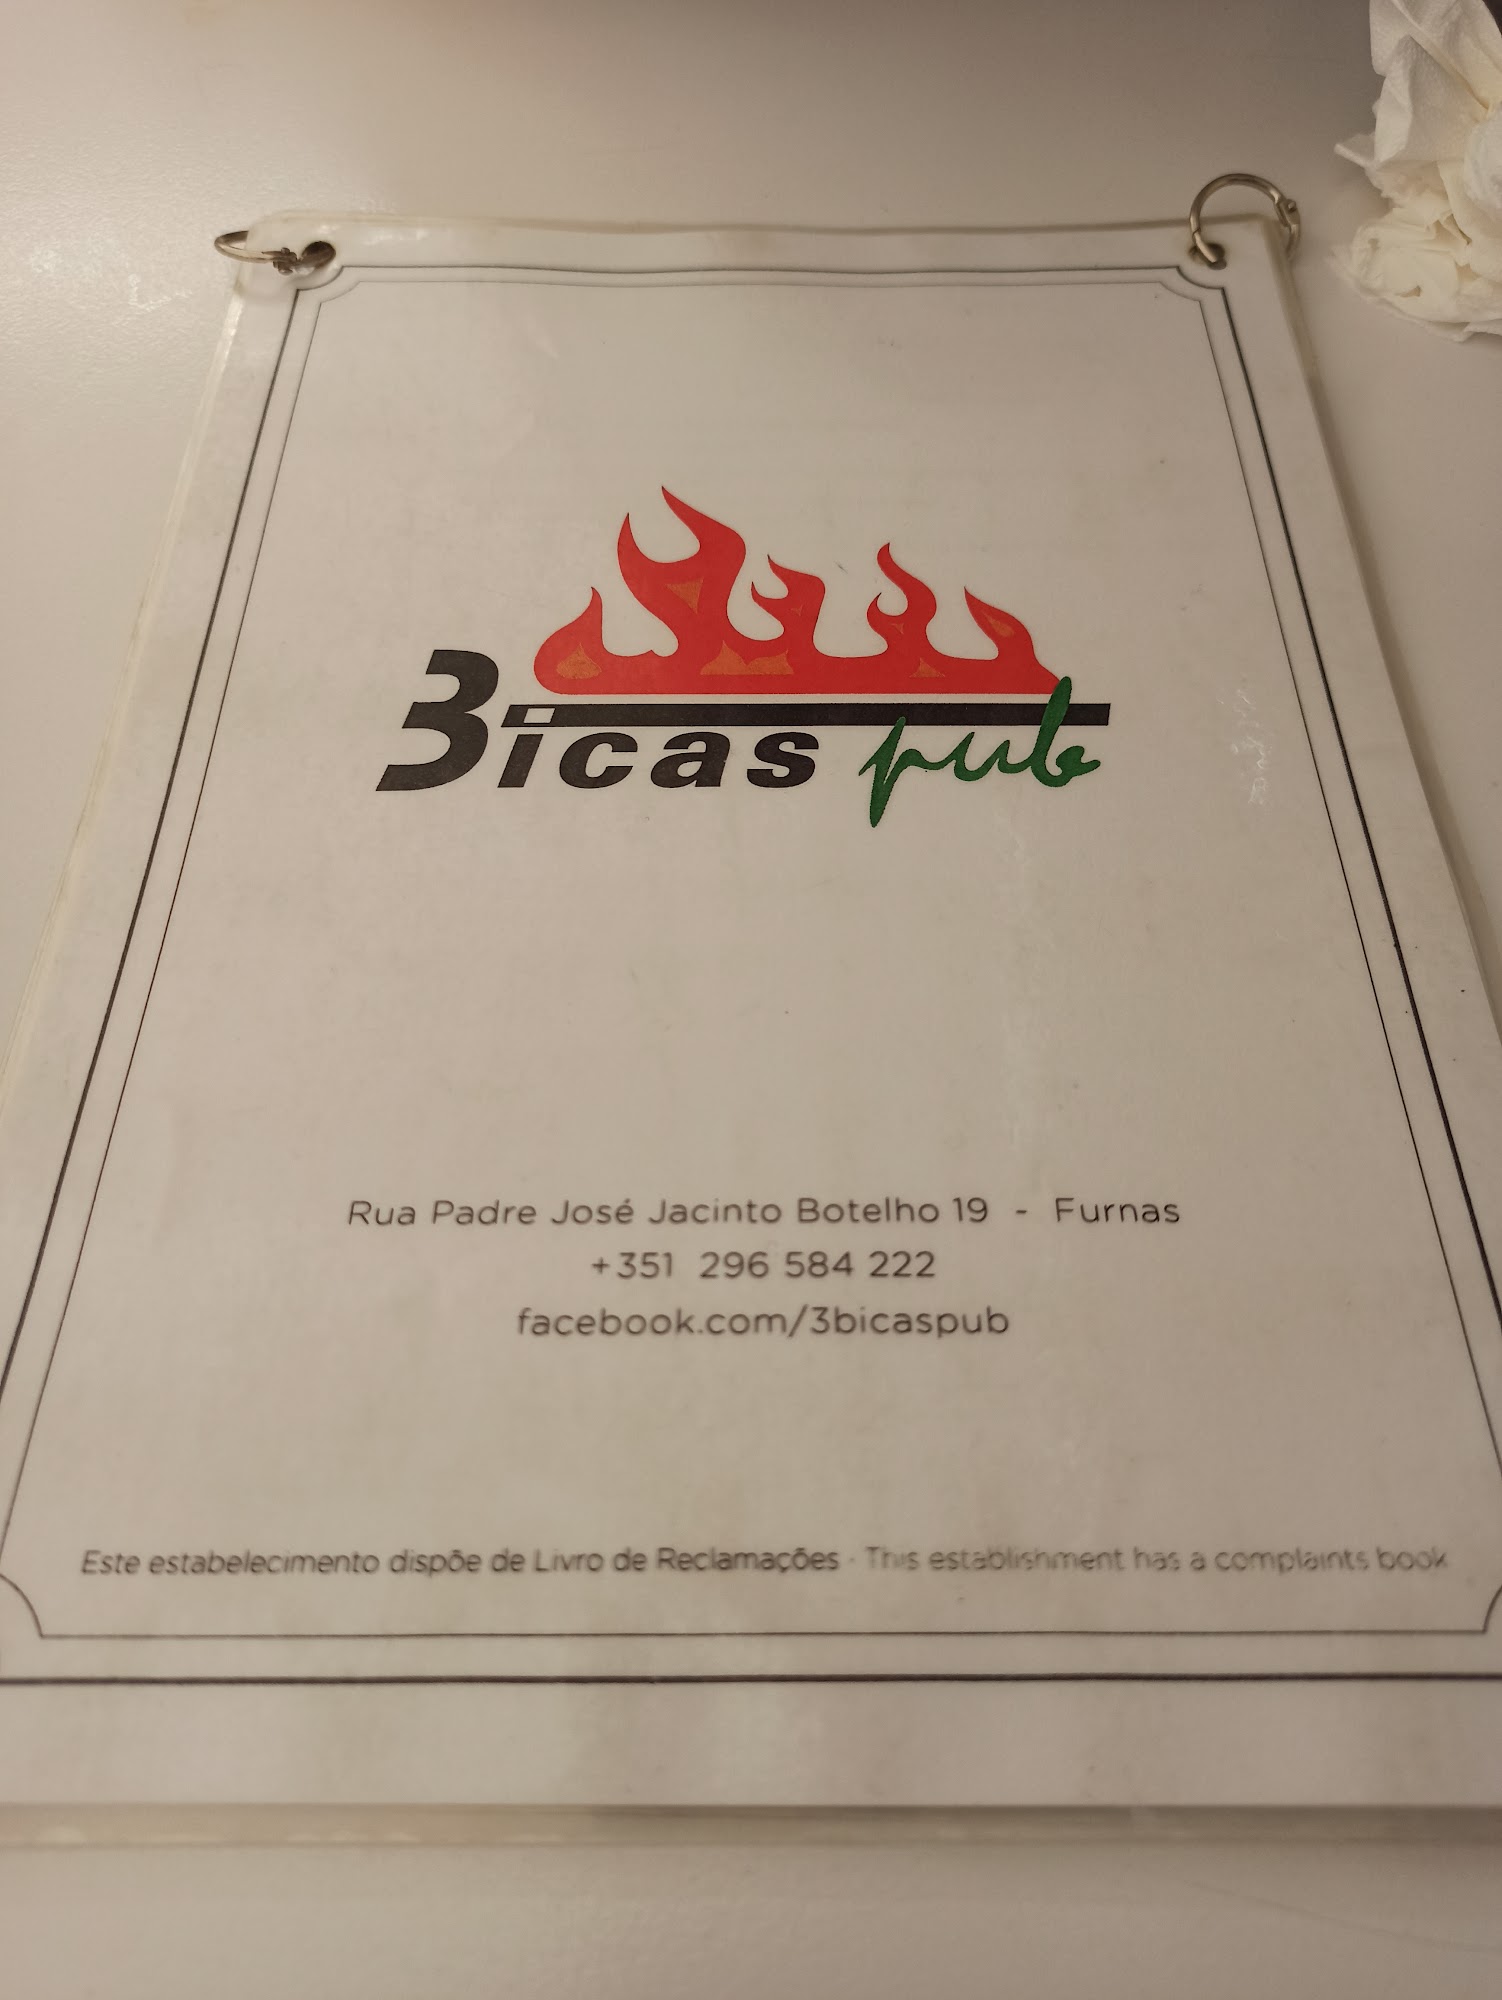 3bicas pub
Rua Padre José Jacinto Botelho 19 - Furnas
+351 296 584 222
facebook.com/3bicaspub
Este estabelecimento dispõe de Livro de Reclamações · This establishment has a complaints book